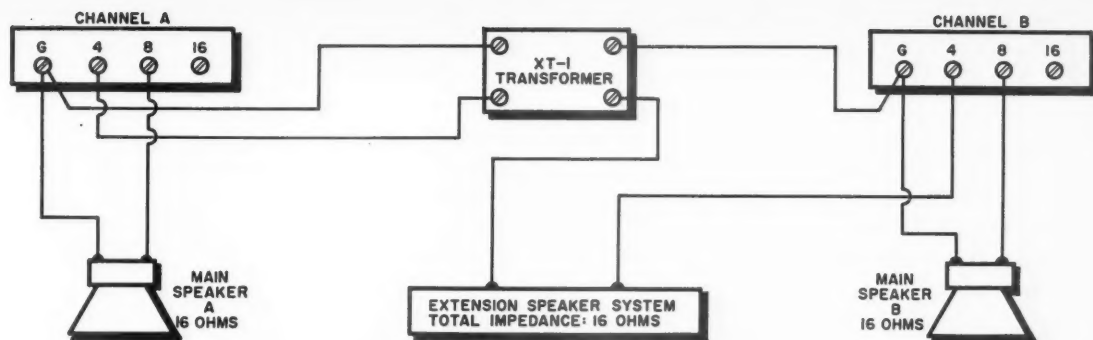 CHANNEL A
G 4 8 16
XT-1
TRANSFORMER
CHANNEL B
G 4 8 16
MAIN
SPEAKER
A
16 OHMS
EXTENSION SPEAKER SYSTEM
TOTAL IMPEDANCE: 16 OHMS
MAIN
SPEAKER
B
16 OHMS